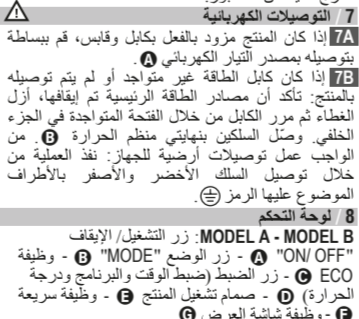 7 / التوصيلات الكهربائية
7A إذا كان المنتج مزود بالفعل بكابل وقابس، قم ببساطة
بتوصيله بمصدر التيار الكهربائي A.
7B إذا كان كابل الطاقة غير متواجد أو لم يتم توصيله
بالمنتج: تأكد أن مصادر الطاقة الرئيسية تم إيقافها، أزل
الغطاء ثم مرر الكابل من خلال الفتحة المتواجدة في الجزء
الخلفي. وصّل السلكين بنهايتي منظم الحرارة B. من
الواجب عمل توصيلات أرضية للجهاز: نفذ العملية من
خلال توصيل السلك الأخضر والأصفر بالأطراف
الموضوع عليها الرمز.
8 / لوحة التحكم
MODEL A - MODEL B: زر التشغيل/ الإيقاف
"ON/ OFF" A - زر الوضع "MODE" B - وظيفة
ECO C - زر الضبط (ضبط الوقت والبرنامج ودرجة
الحرارة) D - صمام تشغيل المنتج E - وظيفة سريعة
F - وظيفة شاشة العرض G